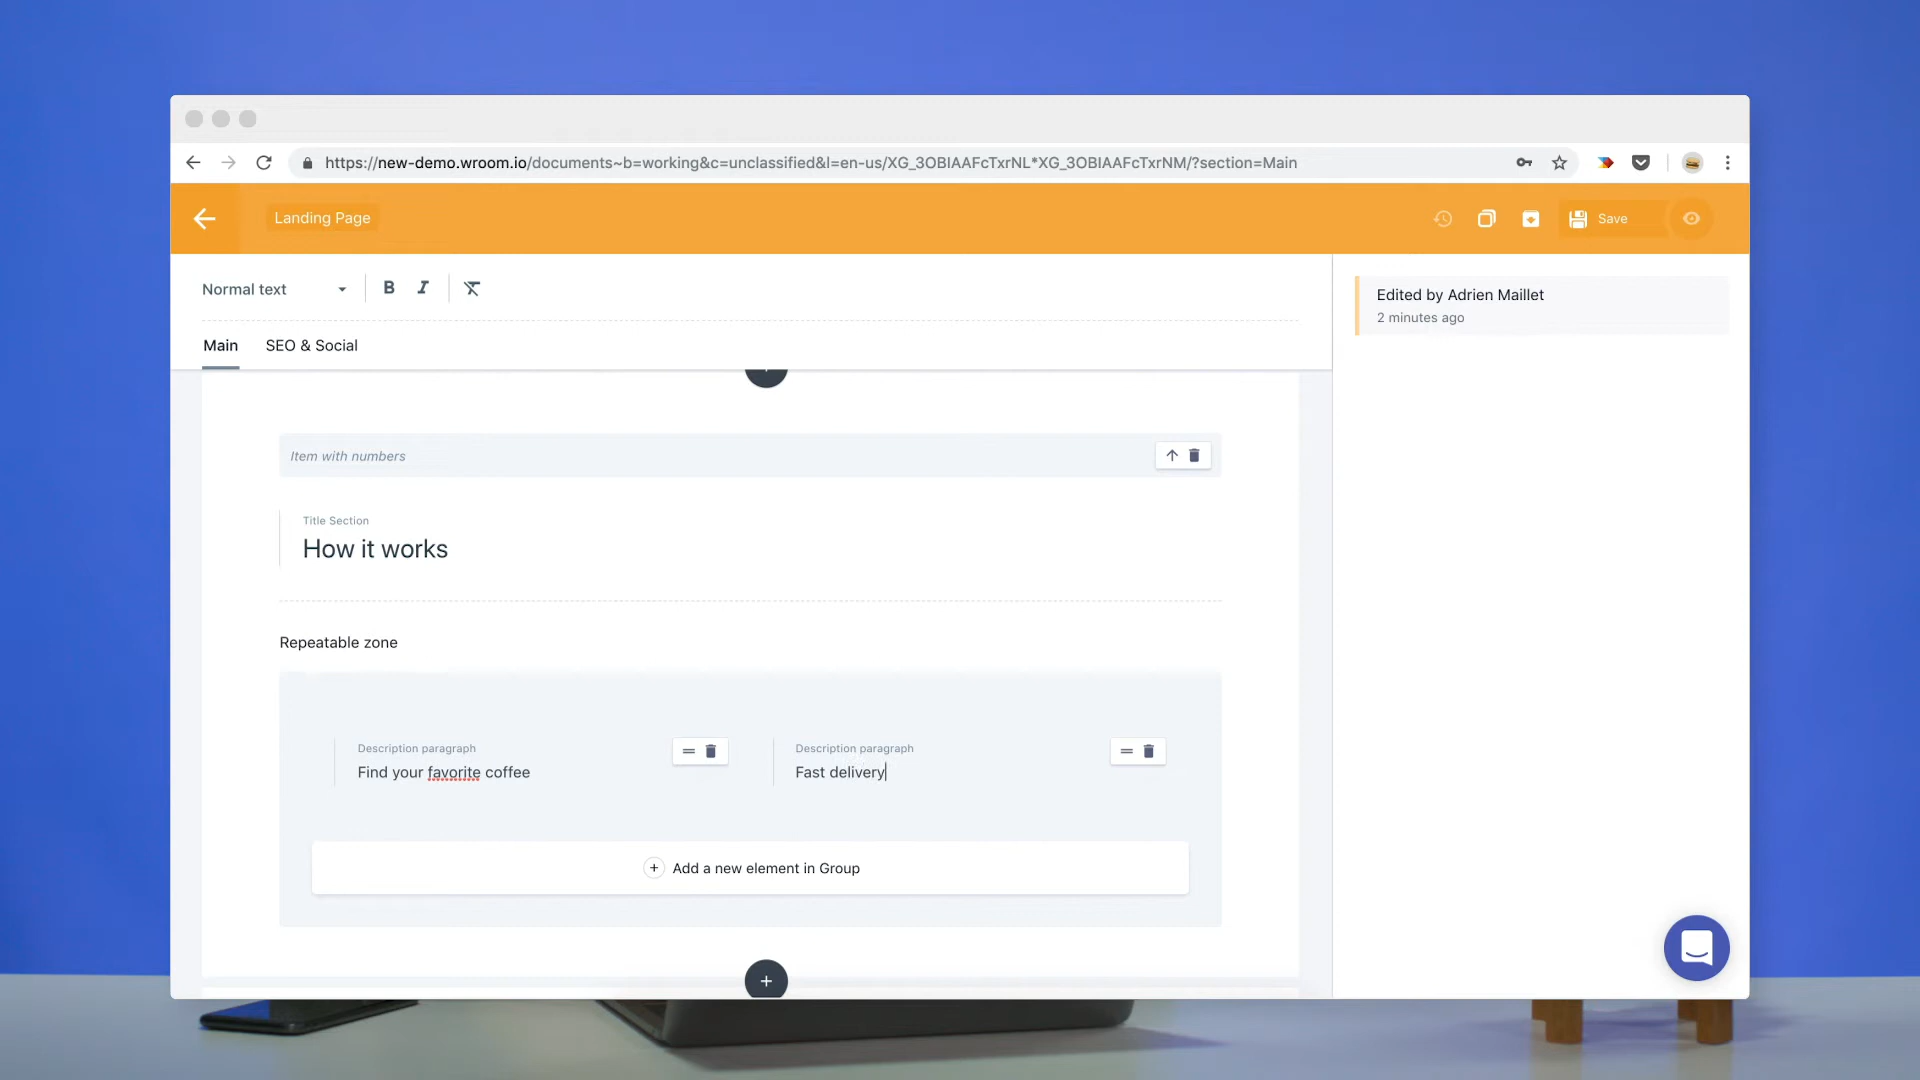 https://new-demo.wroom.io/documents~b=working&c=unclassified&l=en-us/XG_3OBIAAFcTxrNL*XG_3OBIAAFcTxrNM/?section=Main
Landing Page
Save
Normal text
B I
Edited by Adrien Maillet
2 minutes ago
Main SEO & Social
Item with numbers
Title Section
How it works
Repeatable zone
Description paragraph
Find your favorite coffee
Description paragraph
Fast delivery
Add a new element in Group